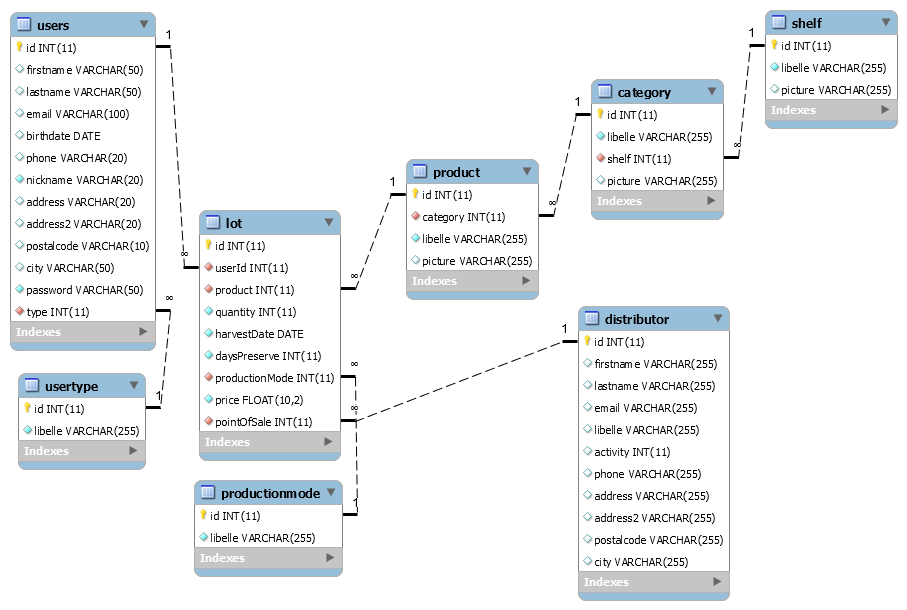 users
id INT(11)
firstname VARCHAR(50)
lastname VARCHAR(50)
email VARCHAR(100)
birthdate DATE
phone VARCHAR(20)
nickname VARCHAR(20)
address VARCHAR(20)
address2 VARCHAR(20)
postalcode VARCHAR(10)
city VARCHAR(50)
password VARCHAR(50)
type INT(11)
Indexes
1
∞
usertype
id INT(11)
libelle VARCHAR(255)
Indexes
1
∞
lot
id INT(11)
userId INT(11)
product INT(11)
quantity INT(11)
harvestDate DATE
daysPreserve INT(11)
productionMode INT(11)
price FLOAT(10,2)
pointOfSale INT(11)
Indexes
∞
∞
∞
productionmode
id INT(11)
libelle VARCHAR(255)
Indexes
1
1
product
id INT(11)
category INT(11)
libelle VARCHAR(255)
picture VARCHAR(255)
Indexes
∞
1
category
id INT(11)
libelle VARCHAR(255)
shelf INT(11)
picture VARCHAR(255)
Indexes
∞
1
shelf
id INT(11)
libelle VARCHAR(255)
picture VARCHAR(255)
Indexes
1
distributor
id INT(11)
firstname VARCHAR(255)
lastname VARCHAR(255)
email VARCHAR(255)
libelle VARCHAR(255)
activity INT(11)
phone VARCHAR(255)
address VARCHAR(255)
address2 VARCHAR(255)
postalcode VARCHAR(255)
city VARCHAR(255)
Indexes